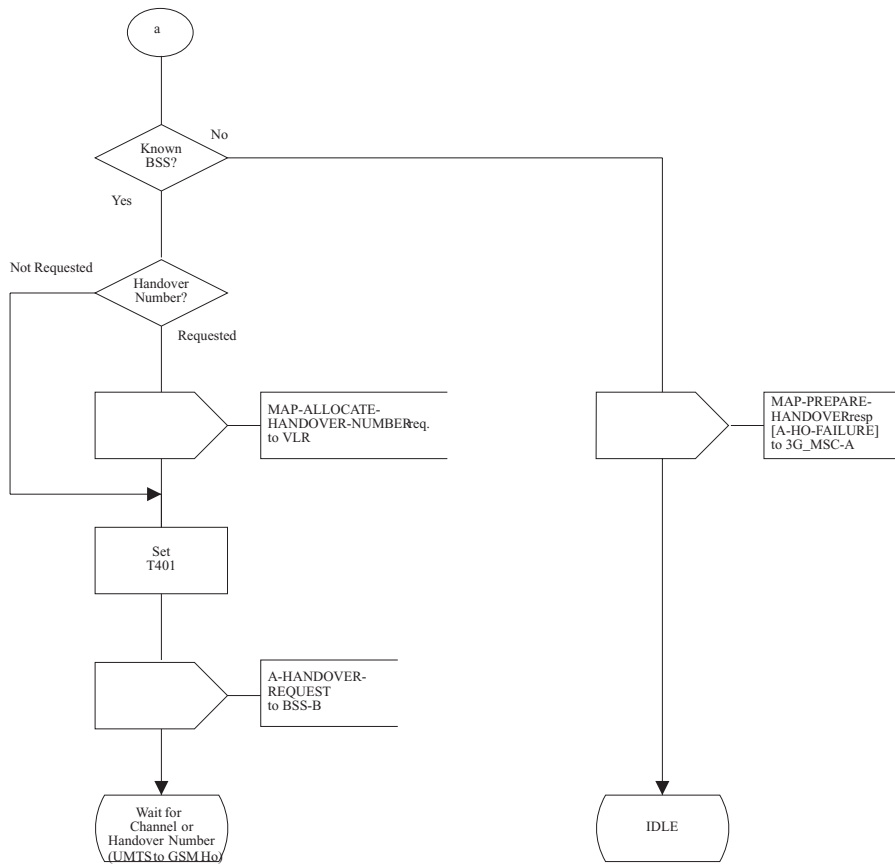 a
No
Known
BSS?
Yes
Not Requested
Handover
Number?
Requested
MAP-ALLOCATE-
HANDOVER-NUMBERreq.
to VLR
MAP-PREPARE-
HANDOVERresp
[A-HO-FAILURE]
to 3G_MSC-A
Set
T401
A-HANDOVER-
REQUEST
to BSS-B
Wait for
Channel or
Handover Number
(UMTS to GSM Ho)
IDLE